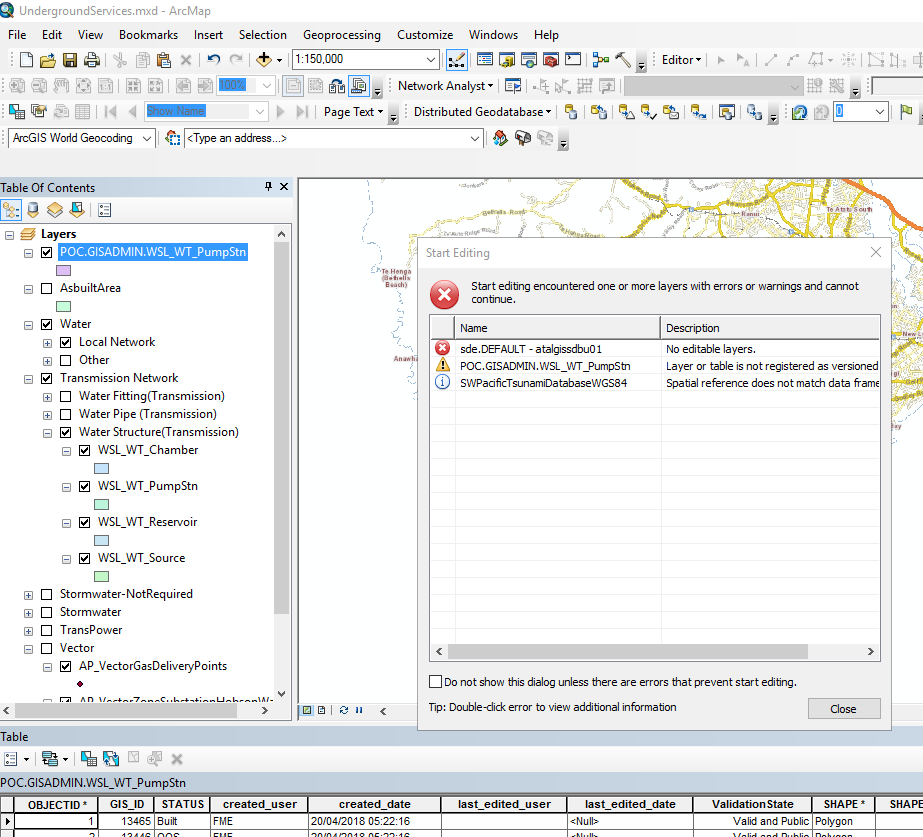 UndergroundServices.mxd - ArcMap
File Edit View Bookmarks Insert Selection Geoprocessing Customize Windows Help
1:150,000 Editor
100% Network Analyst
Show Name Page Text Distributed Geodatabase 0
ArcGIS World Geocoding <Type an address...>
Table Of Contents
Layers
POC.GISADMIN.WSL_WT_PumpStn
AsbuiltArea
Water
Local Network
Other
Transmission Network
Water Fitting(Transmission)
Water Pipe (Transmission)
Water Structure(Transmission)
WSL_WT_Chamber
WSL_WT_PumpStn
WSL_WT_Reservoir
WSL_WT_Source
Stormwater-NotRequired
Stormwater
TransPower
Vector
AP_VectorGasDeliveryPoints
AP_VectorZoneSubstationHobsonW
Bethells Road
Ranui
Te Atatu South
Te Henga
(Bethells
Beach)
Anawha
Start Editing
Start editing encountered one or more layers with errors or warnings and cannot
continue.
Name Description
sde.DEFAULT - atalgissdbu01 No editable layers.
POC.GISADMIN.WSL_WT_PumpStn Layer or table is not registered as versioned
SWPacificTsunamiDatabaseWGS84 Spatial reference does not match data frame
Do not show this dialog unless there are errors that prevent start editing.
Tip: Double-click error to view additional information
Close
Table
POC.GISADMIN.WSL_WT_PumpStn
OBJECTID * GIS_ID STATUS created_user created_date last_edited_user last_edited_date ValidationState SHAPE * SHAPE
1 13465 Built FME 20/04/2018 05:22:16 <Null> Valid and Public Polygon
2 13446 OOS FME 20/04/2018 05:22:16 <Null> Valid and Public Polygon